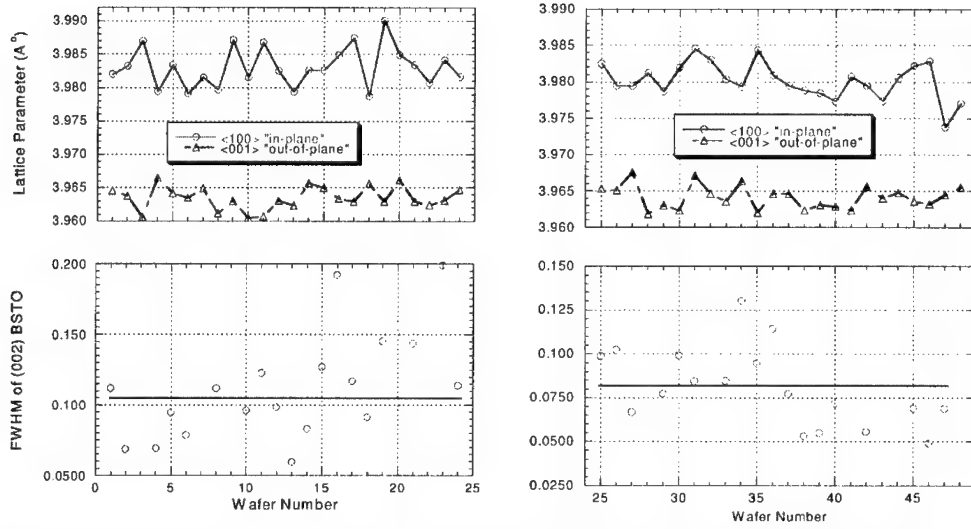 Lattice Parameter (A°)
3.990
3.985
3.980
3.975
3.970
3.965
3.960
<100> "in-plane"
<001> "out-of-plane"
3.990
3.985
3.980
3.975
3.970
3.965
3.960
<100> "in-plane"
<001> "out-of-plane"
FWHM of (002) BSTO
0.200
0.150
0.100
0.0500
0 5 10 15 20 25
Wafer Number
0.150
0.125
0.100
0.0750
0.0500
0.0250
25 30 35 40 45
Wafer Number